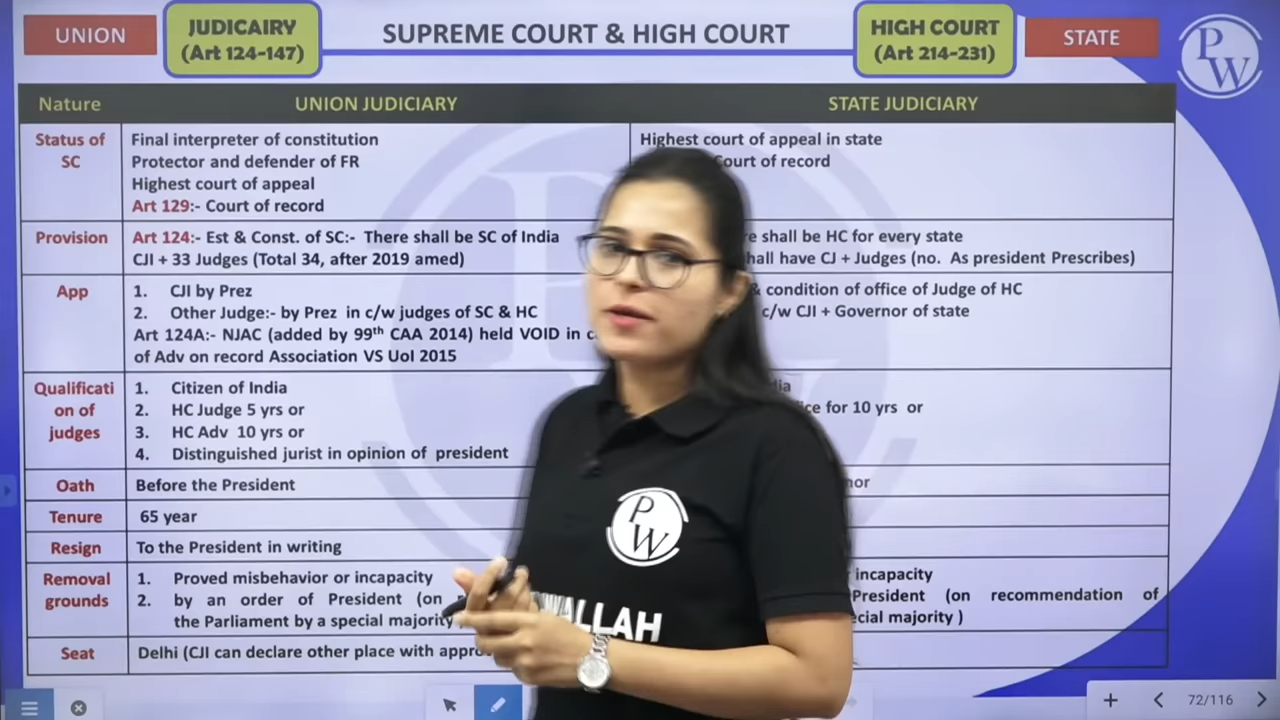 UNION
JUDICAIRY
(Art 124-147)
SUPREME COURT & HIGH COURT
HIGH COURT
(Art 214-231)
STATE
PW
Nature
UNION JUDICIARY
STATE JUDICIARY
Status of
SC
Final interpreter of constitution
Protector and defender of FR
Highest court of appeal
Art 129:- Court of record
Highest court of appeal in state
Court of record
Provision
Art 124:- Est & Const. of SC:- There shall be SC of India
CJI + 33 Judges (Total 34, after 2019 amed)
shall be HC for every state
have CJ + Judges (no. As president Prescribes)
App
1. CJI by Prez
2. Other Judge:- by Prez in c/w judges of SC & HC
Art 124A:- NJAC (added by 99th CAA 2014) held VOID in
of Adv on record Association VS UoI 2015
& condition of office of Judge of HC
c/w CJI + Governor of state
Qualificati
on of
judges
1. Citizen of India
2. HC Judge 5 yrs or
3. HC Adv 10 yrs or
4. Distinguished jurist in opinion of president
for 10 yrs or
Oath
Before the President
Tenure
65 year
Resign
To the President in writing
Removal
grounds
1. Proved misbehavior or incapacity
2. by an order of President (on
the Parliament by a special majority
incapacity
President (on recommendation of
majority )
Seat
Delhi (CJI can declare other place with
PW
WALLAH
72/116